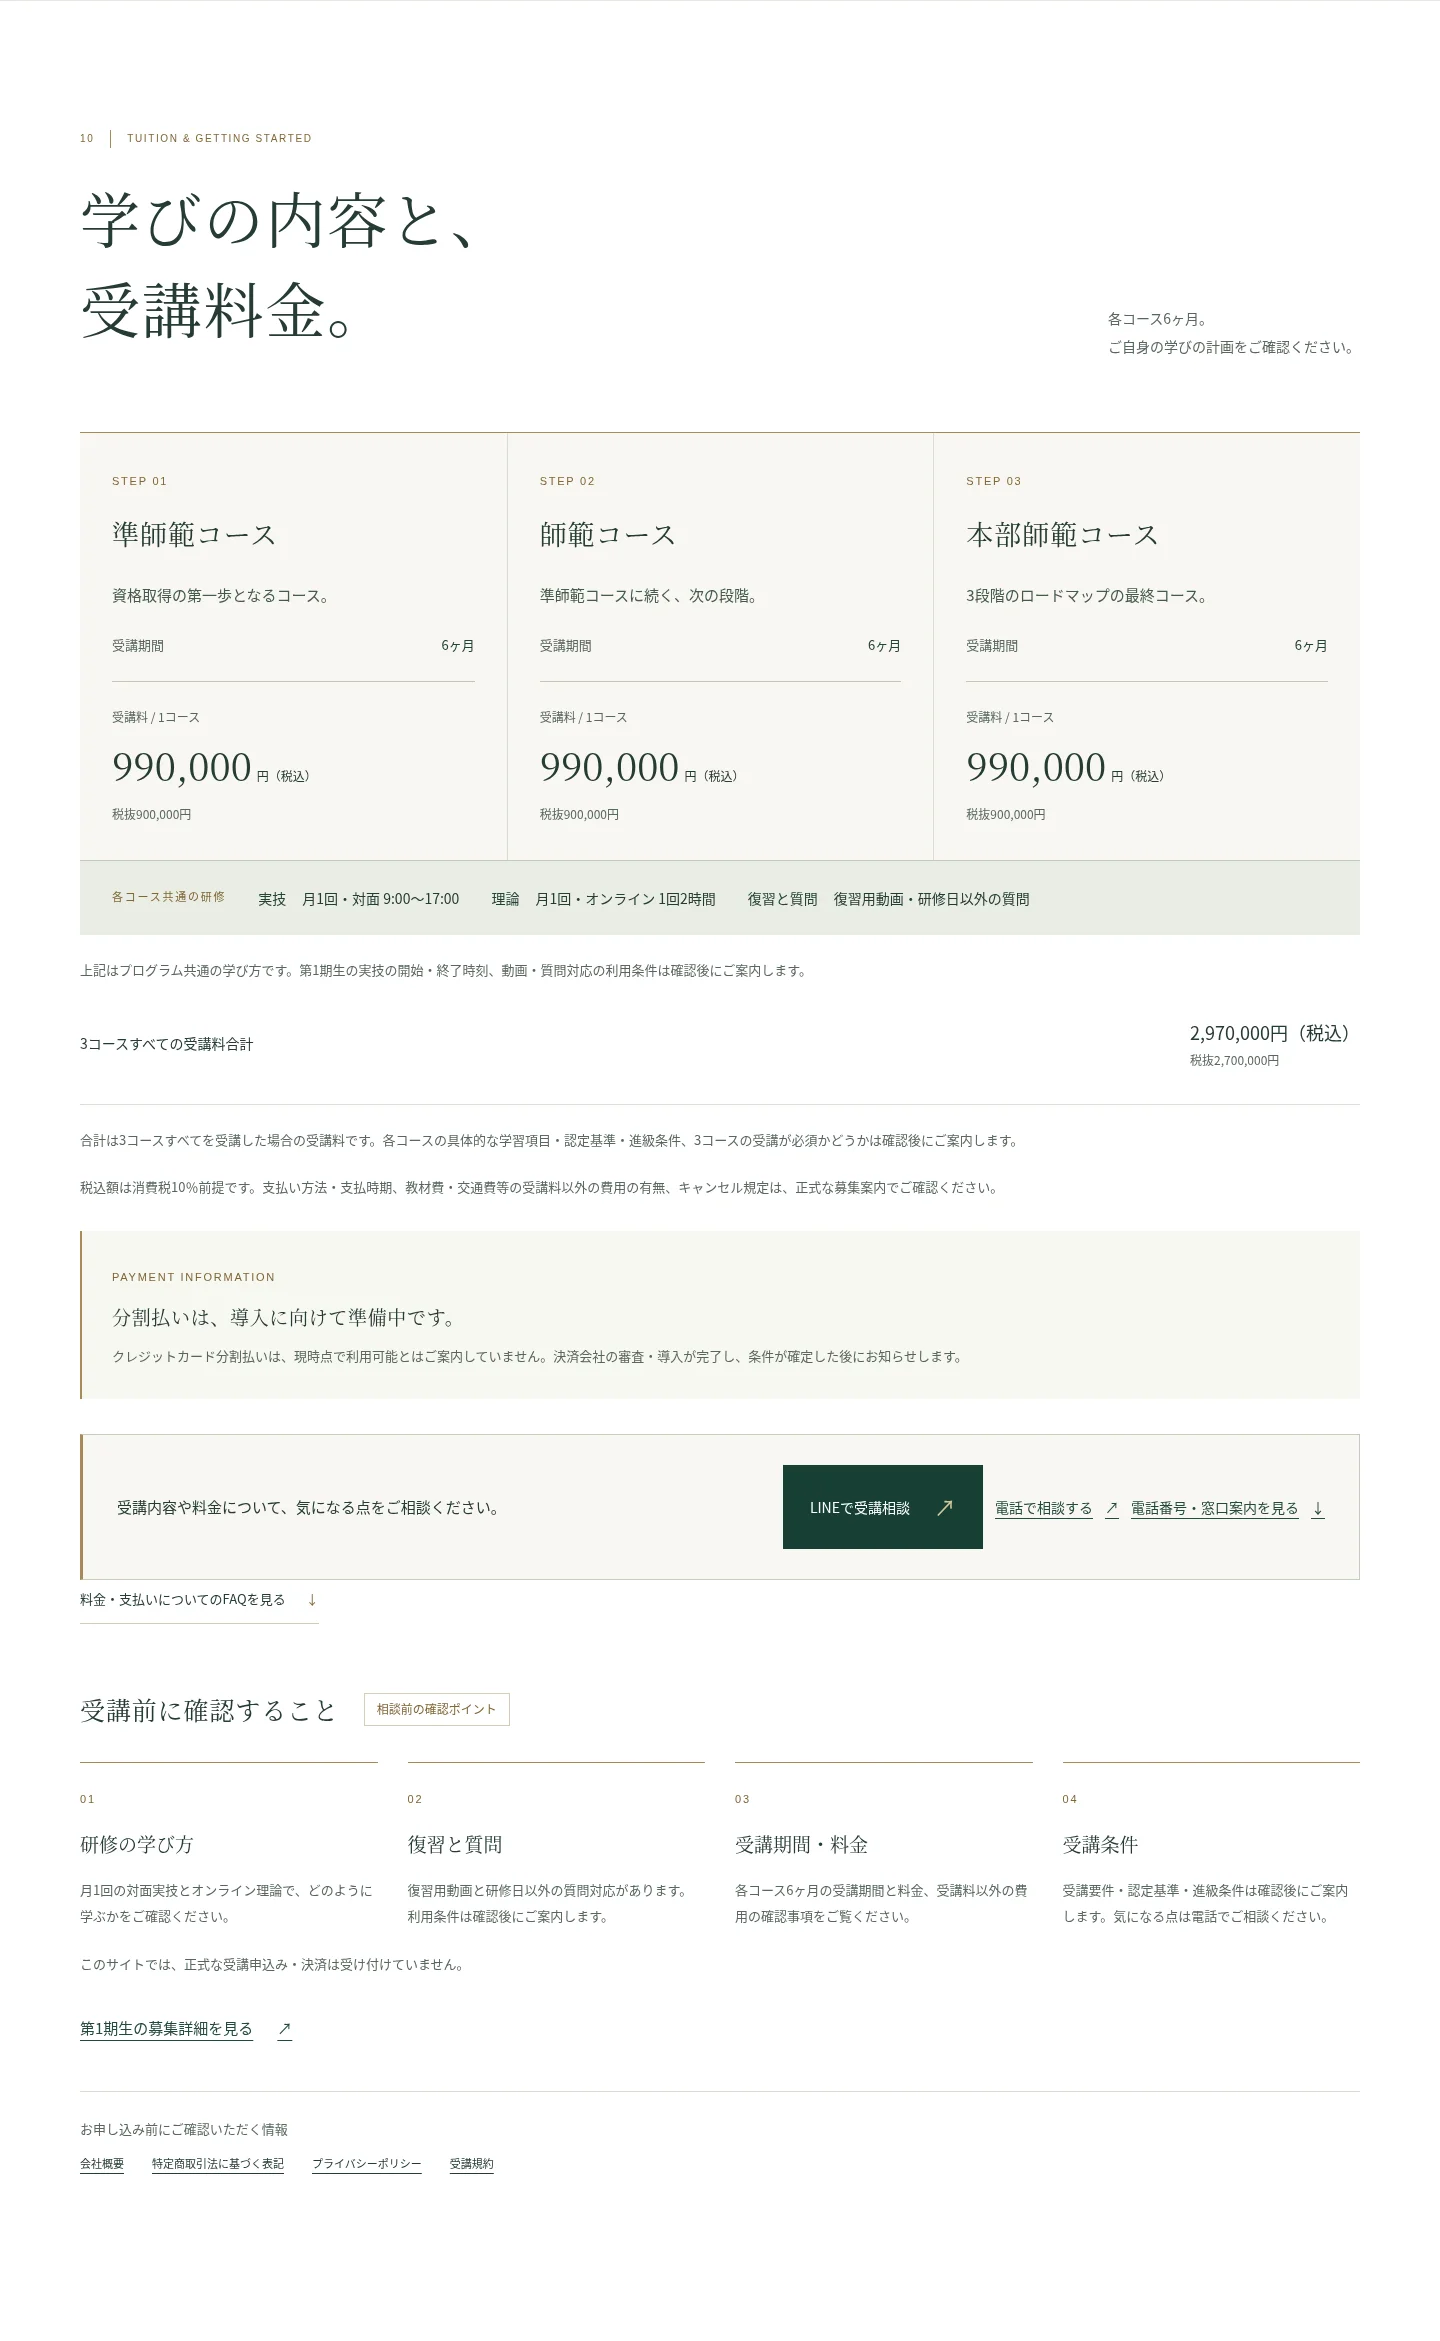 10 TUITION & GETTING STARTED
学びの内容と、
受講料金。
各コース6ヶ月。
ご自身の学びの計画をご確認ください。
STEP 01
準師範コース
資格取得の第一歩となるコース。
受講期間 6ヶ月
受講料 / 1コース
990,000 円（税込）
税抜900,000円
STEP 02
師範コース
準師範コースに続く、次の段階。
受講期間 6ヶ月
受講料 / 1コース
990,000 円（税込）
税抜900,000円
STEP 03
本部師範コース
3段階のロードマップの最終コース。
受講期間 6ヶ月
受講料 / 1コース
990,000 円（税込）
税抜900,000円
各コース共通の研修 実技 月1回・対面 9:00〜17:00 理論 月1回・オンライン 1回2時間 復習と質問 復習用動画・研修日以外の質問
上記はプログラム共通の学び方です。第1期生の実技の開始・終了時刻、動画・質問対応の利用条件は確認後にご案内します。
3コースすべての受講料合計
2,970,000円（税込）
税抜2,700,000円
合計は3コースすべてを受講した場合の受講料です。各コースの具体的な学習項目・認定基準・進級条件、3コースの受講が必須かどうかは確認後にご案内します。
税込額は消費税10％前提です。支払い方法・支払時期、教材費・交通費等の受講料以外の費用の有無、キャンセル規定は、正式な募集案内でご確認ください。
PAYMENT INFORMATION
分割払いは、導入に向けて準備中です。
クレジットカード分割払いは、現時点で利用可能とはご案内していません。決済会社の審査・導入が完了し、条件が確定した後にお知らせします。
受講内容や料金について、気になる点をご相談ください。
LINEで受講相談 ↗
電話で相談する ↗ 電話番号・窓口案内を見る ↓
料金・支払いについてのFAQを見る ↓
受講前に確認すること
相談前の確認ポイント
01
研修の学び方
月1回の対面実技とオンライン理論で、どのように
学ぶかをご確認ください。
02
復習と質問
復習用動画と研修日以外の質問対応があります。
利用条件は確認後にご案内します。
03
受講期間・料金
各コース6ヶ月の受講期間と料金、受講料以外の費
用の確認事項をご覧ください。
04
受講条件
受講要件・認定基準・進級条件は確認後にご案内
します。気になる点は電話でご相談ください。
このサイトでは、正式な受講申込み・決済は受け付けていません。
第1期生の募集詳細を見る ↗
お申し込み前にご確認いただく情報
会社概要 特定商取引法に基づく表記 プライバシーポリシー 受講規約